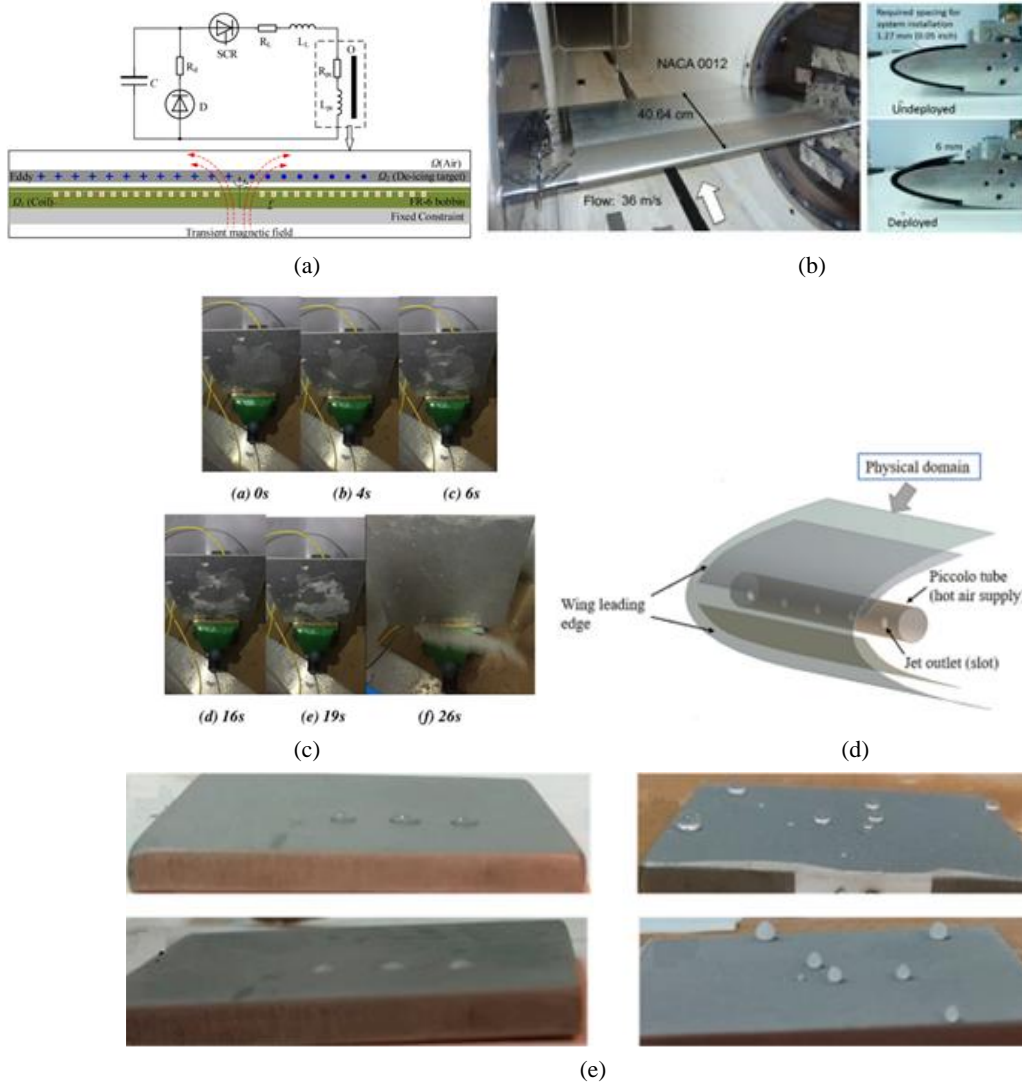 SCR
R_L
L_L
O
C
R_d
D
R_m
L_m
Ω(Air)
Eddy
Ω₂ (De-icing target)
Ω₁ (Coil)
FR-6 bobbin
Fixed Constraint
Transient magnetic field
(a)
NACA 0012
40.64 cm
Flow: 36 m/s
Required spacing for
system installation
1.27 mm (0.05 inch)
Undeployed
6 mm
Deployed
(b)
(a) 0s
(b) 4s
(c) 6s
(d) 16s
(e) 19s
(f) 26s
(c)
Physical domain
Piccolo tube
(hot air supply)
Wing leading
edge
Jet outlet (slot)
(d)
(e)